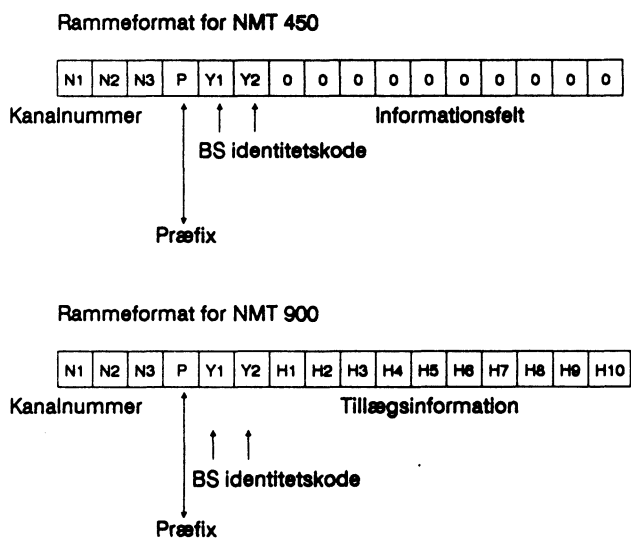 Rammeformat for NMT 450
N1 N2 N3 P Y1 Y2 0 0 0 0 0 0 0 0 0 0
Kanalnummer Informationsfelt
BS identitetskode
Præfix
Rammeformat for NMT 900
N1 N2 N3 P Y1 Y2 H1 H2 H3 H4 H5 H6 H7 H8 H9 H10
Kanalnummer Tillægsinformation
BS identitetskode
Præfix